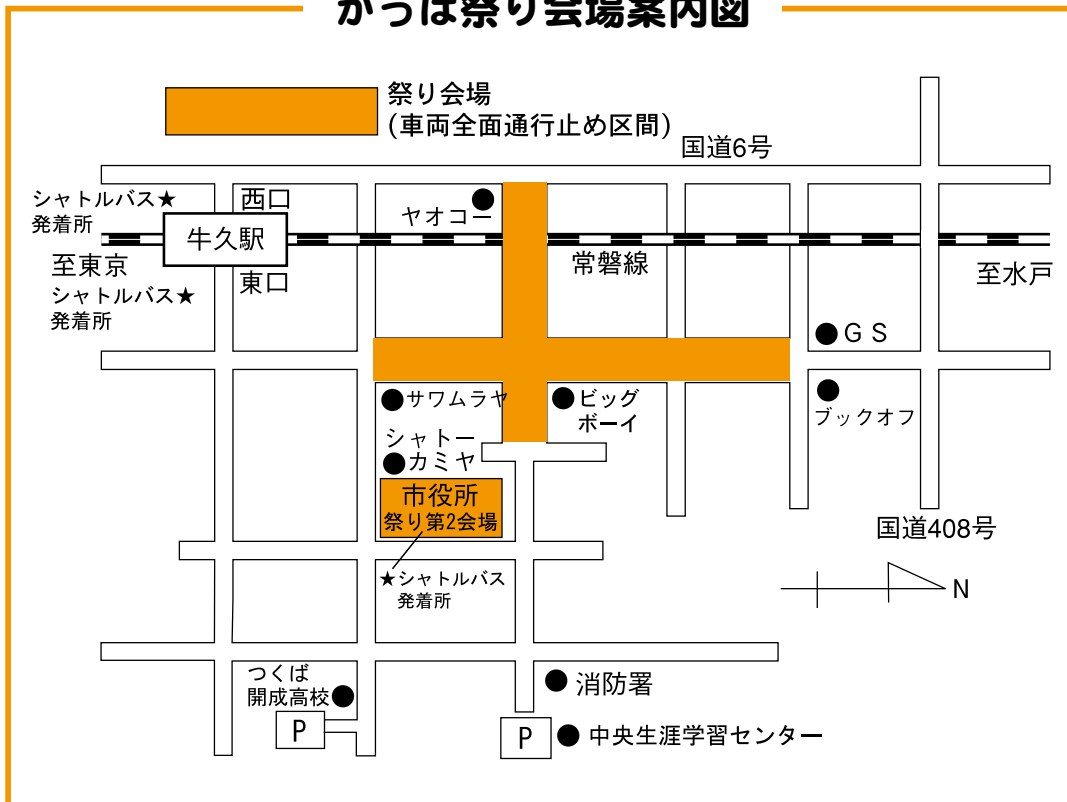 かっぱ祭り会場案内図
祭り会場
(車両全面通行止め区間)
国道6号
シャトルバス★
発着所
西口
ヤオコー
牛久駅
常磐線
至東京
東口
至水戸
シャトルバス★
発着所
GS
サワムラヤ
ビッグ
ボーイ
ブックオフ
シャトー
カミヤ
市役所
祭り第2会場
国道408号
★シャトルバス
発着所
N
つくば
開成高校
消防署
P
P
中央生涯学習センター